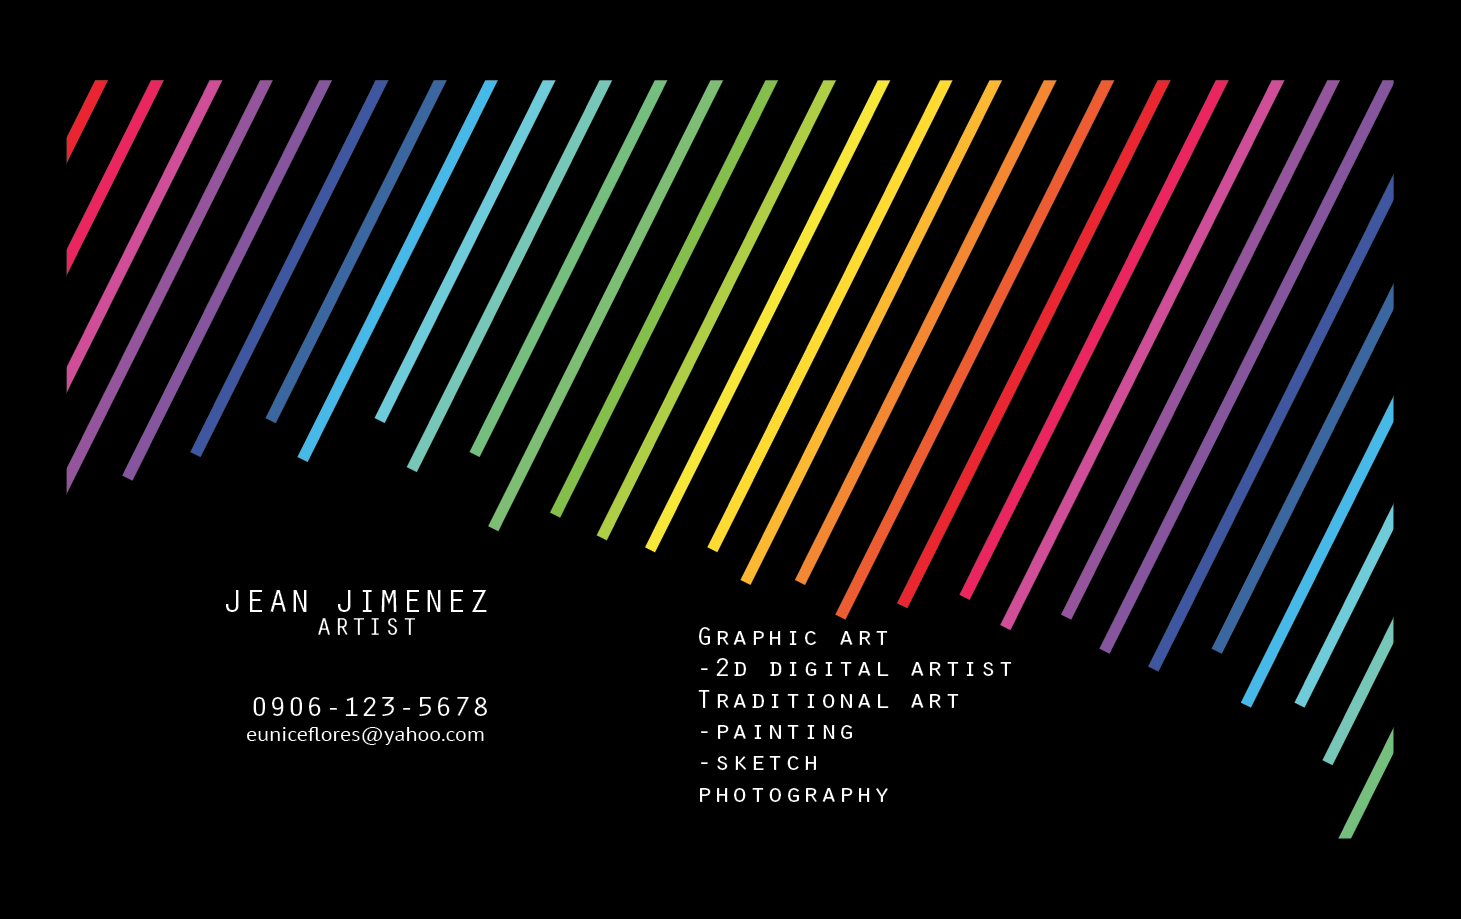 JEAN JIMENEZ
ARTIST
0906-123-5678
euniceflores@yahoo.com
Graphic art
-2d digital artist
Traditional art
-painting
-sketch
photography